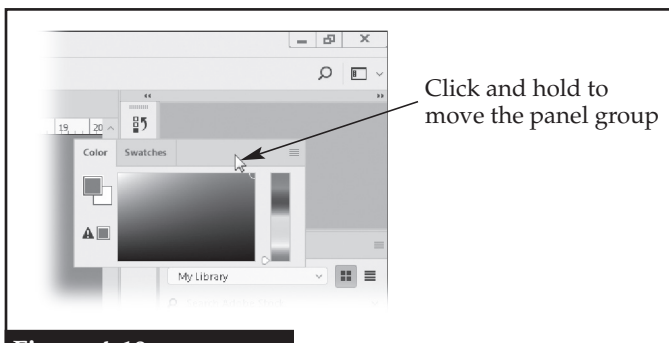 Click and hold to
move the panel group
19 20
Color Swatches
My Library